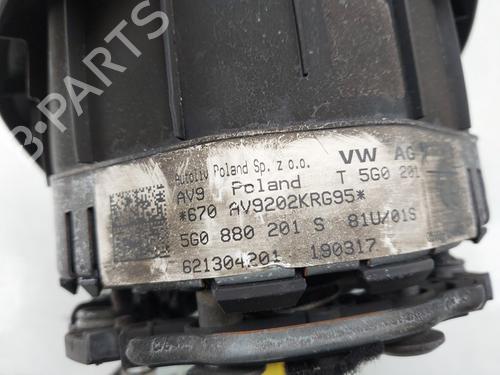 Autoliv Poland Sp. z o.o. VW AG
AV9 Poland T 5G0 201
*670 AV9202KRG95*
5G0 880 201 S 81U/01S
621304201 190317
B-PARTS